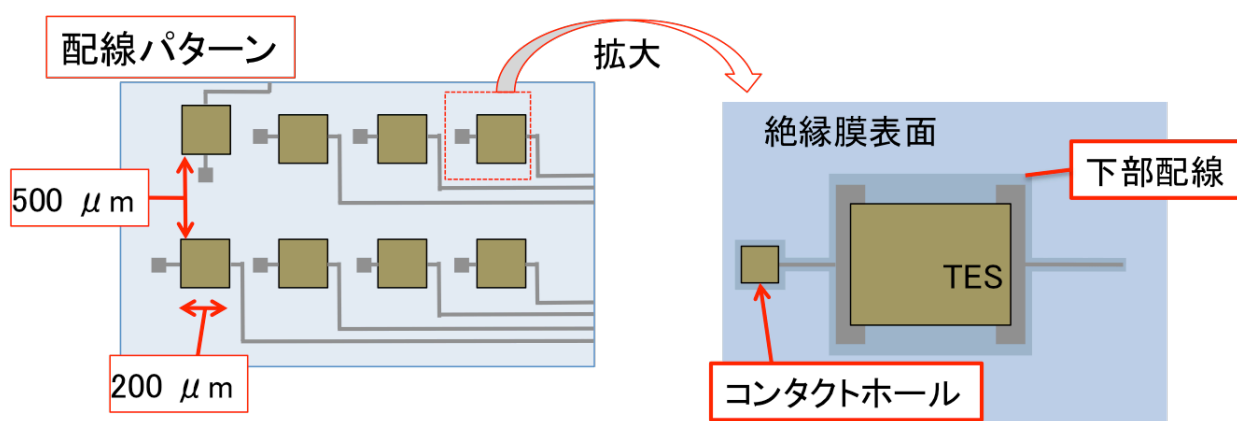 配線パターン
拡大
500 μm
200 μm
絶縁膜表面
下部配線
TES
コンタクトホール